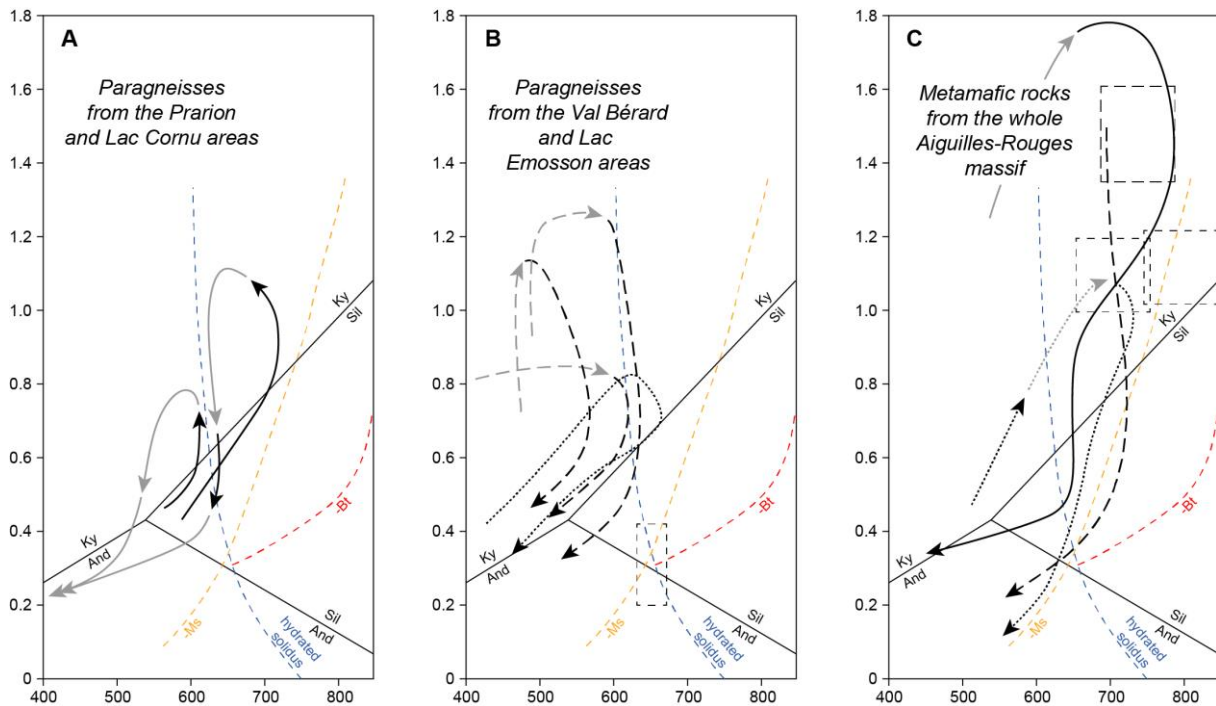 A
Paragneisses
from the Prarion
and Lac Cornu areas
1.8
1.6
1.4
1.2
1.0
0.8
0.6
0.4
0.2
0
Ky
Sil
Ky
And
Sil
And
-Bt
-Ms
hydrated
solidus
400 500 600 700 800
B
Paragneisses
from the Val Bérard
and Lac
Emosson areas
1.8
1.6
1.4
1.2
1.0
0.8
0.6
0.4
0.2
0
Ky
Sil
Ky
And
Sil
And
-Bt
-Ms
hydrated
solidus
400 500 600 700 800
C
Metamafic rocks
from the whole
Aiguilles-Rouges
massif
1.8
1.6
1.4
1.2
1.0
0.8
0.6
0.4
0.2
0
Ky
Sil
Ky
And
Sil
And
-Bt
-Ms
hydrated
solidus
400 500 600 700 800